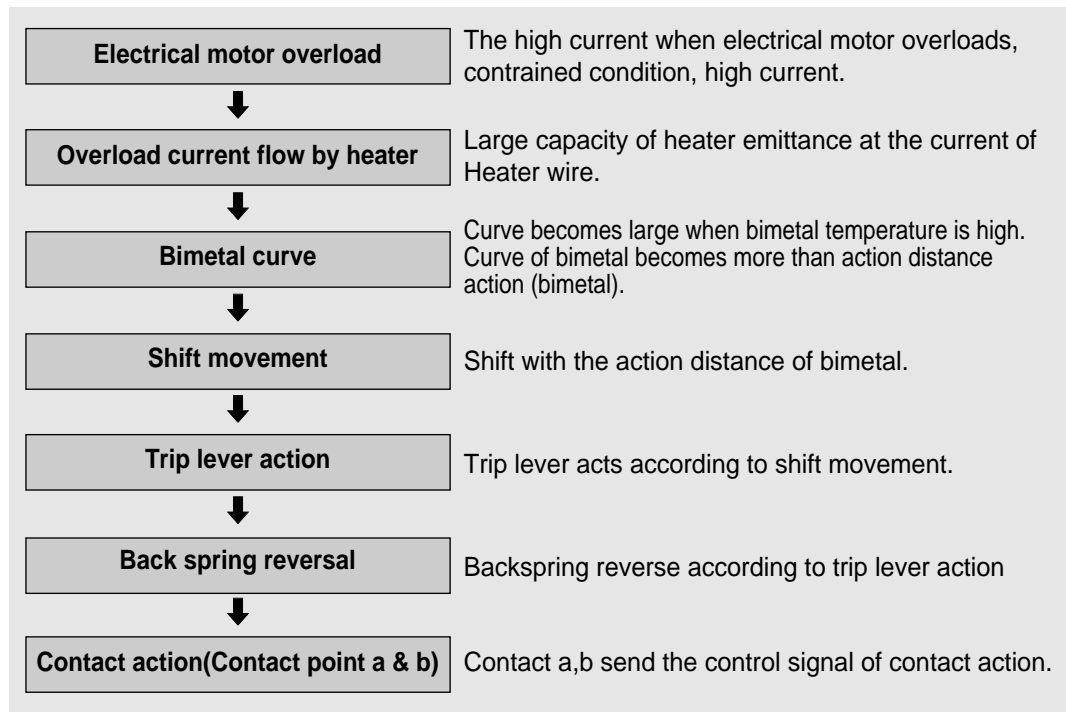 Electrical motor overload
The high current when electrical motor overloads,
contrained condition, high current.
Overload current flow by heater
Large capacity of heater emittance at the current of
Heater wire.
Bimetal curve
Curve becomes large when bimetal temperature is high.
Curve of bimetal becomes more than action distance
action (bimetal).
Shift movement
Shift with the action distance of bimetal.
Trip lever action
Trip lever acts according to shift movement.
Back spring reversal
Backspring reverse according to trip lever action
Contact action(Contact point a & b)
Contact a,b send the control signal of contact action.